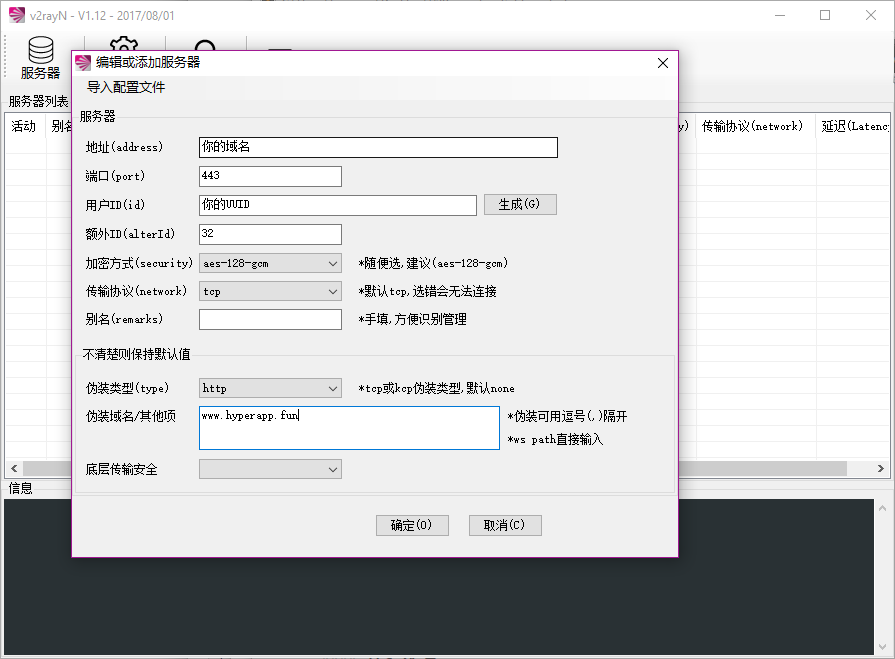 v2rayN - V1.12 - 2017/08/01
服务器
服务器列表
活动 别名
传输协议(network) 延迟(Latency
编辑或添加服务器
导入配置文件
服务器
地址(address) 你的域名
端口(port) 443
用户ID(id) 你的UUID 生成(G)
额外ID(alterId) 32
加密方式(security) aes-128-gcm *随便选,建议(aes-128-gcm)
传输协议(network) tcp *默认tcp,选错会无法连接
别名(remarks) *手填,方便识别管理
不清楚则保持默认值
伪装类型(type) http *tcp或kcp伪装类型,默认none
伪装域名/其他项 www.hyperapp.fun *伪装可用逗号(,)隔开
*ws path直接输入
底层传输安全
确定(O) 取消(C)
信息